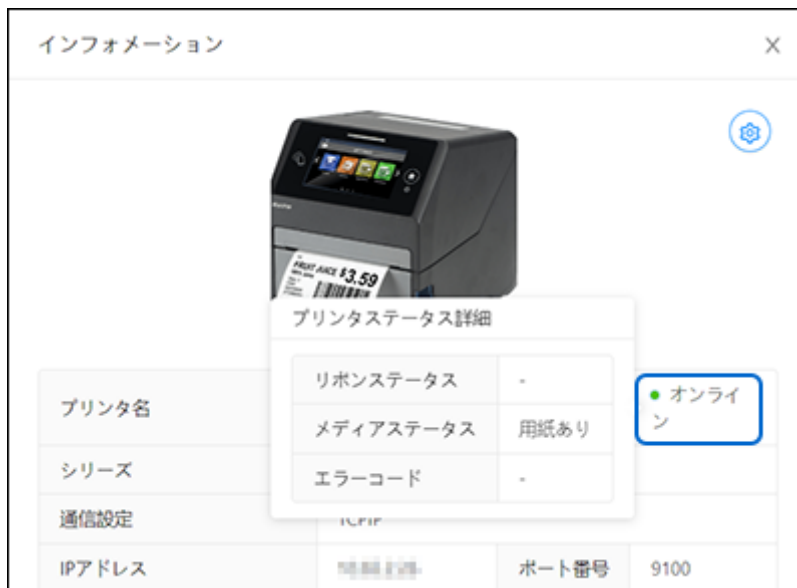 インフォメーション
FRUIT JUICE $3.59
プリンタステータス詳細
リボンステータス -
メディアステータス 用紙あり
エラーコード -
プリンタ名
オンライ
ン
シリーズ
通信設定 TCPIP
IPアドレス ポート番号 9100